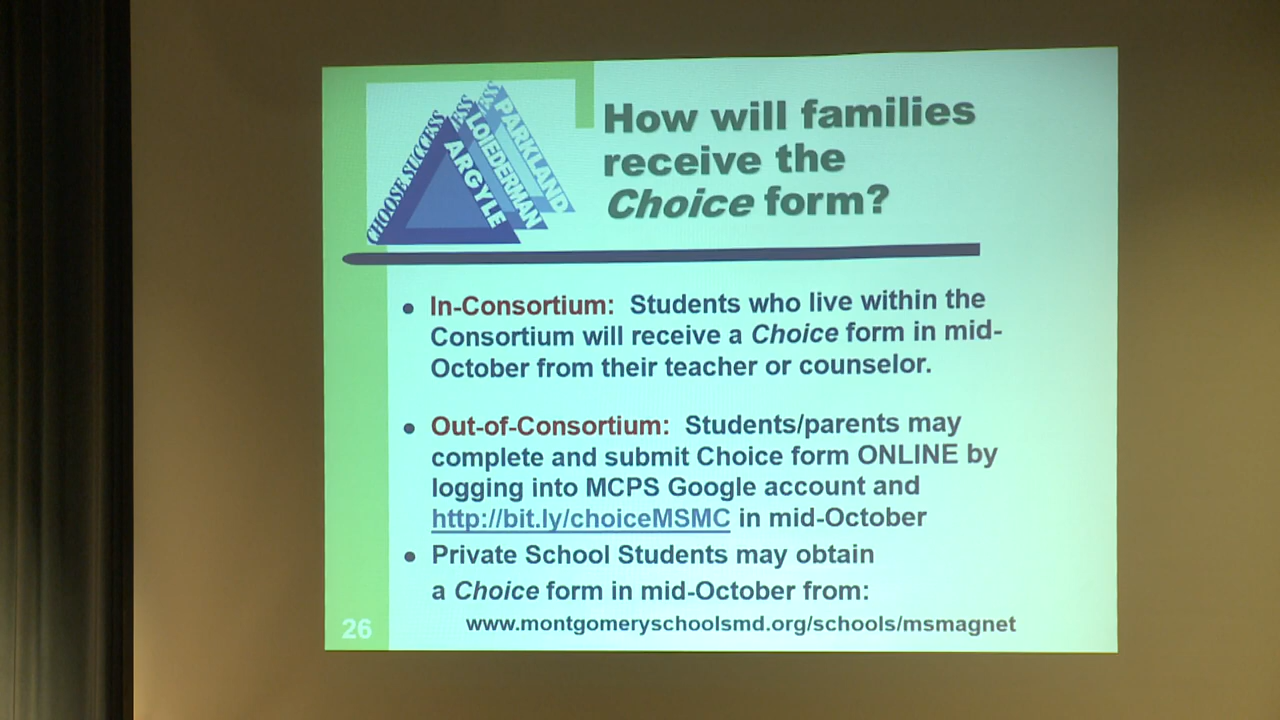 CHOOSE SUCCESS
ARGYLE
LOIEDERMAN
PARKLAND
How will families
receive the
Choice form?
• In-Consortium: Students who live within the
Consortium will receive a Choice form in mid-
October from their teacher or counselor.
• Out-of-Consortium: Students/parents may
complete and submit Choice form ONLINE by
logging into MCPS Google account and
http://bit.ly/choiceMSMC in mid-October
• Private School Students may obtain
a Choice form in mid-October from:
www.montgomeryschoolsmd.org/schools/msmagnet
26